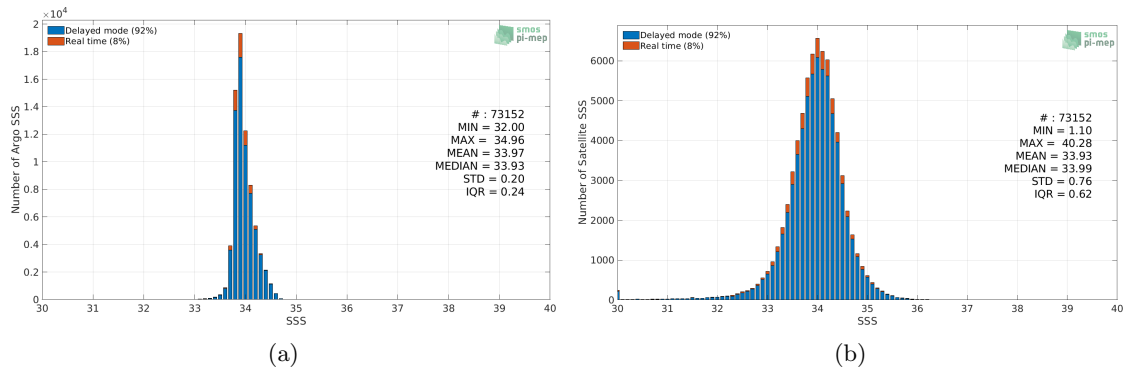 ×10⁴
Delayed mode (92%)
Real time (8%)
smos
pi-mep
# : 73152
MIN = 32.00
MAX =  34.96
MEAN = 33.97
MEDIAN = 33.93
STD = 0.20
IQR = 0.24
Number of Argo SSS
2
1.8
1.6
1.4
1.2
1
0.8
0.6
0.4
0.2
0
30 31 32 33 34 35 36 37 38 39 40
SSS
(a)
Delayed mode (92%)
Real time (8%)
smos
pi-mep
# : 73152
MIN = 1.10
MAX =  40.28
MEAN = 33.93
MEDIAN = 33.99
STD = 0.76
IQR = 0.62
Number of Satellite SSS
6000
5000
4000
3000
2000
1000
0
30 31 32 33 34 35 36 37 38 39 40
SSS
(b)